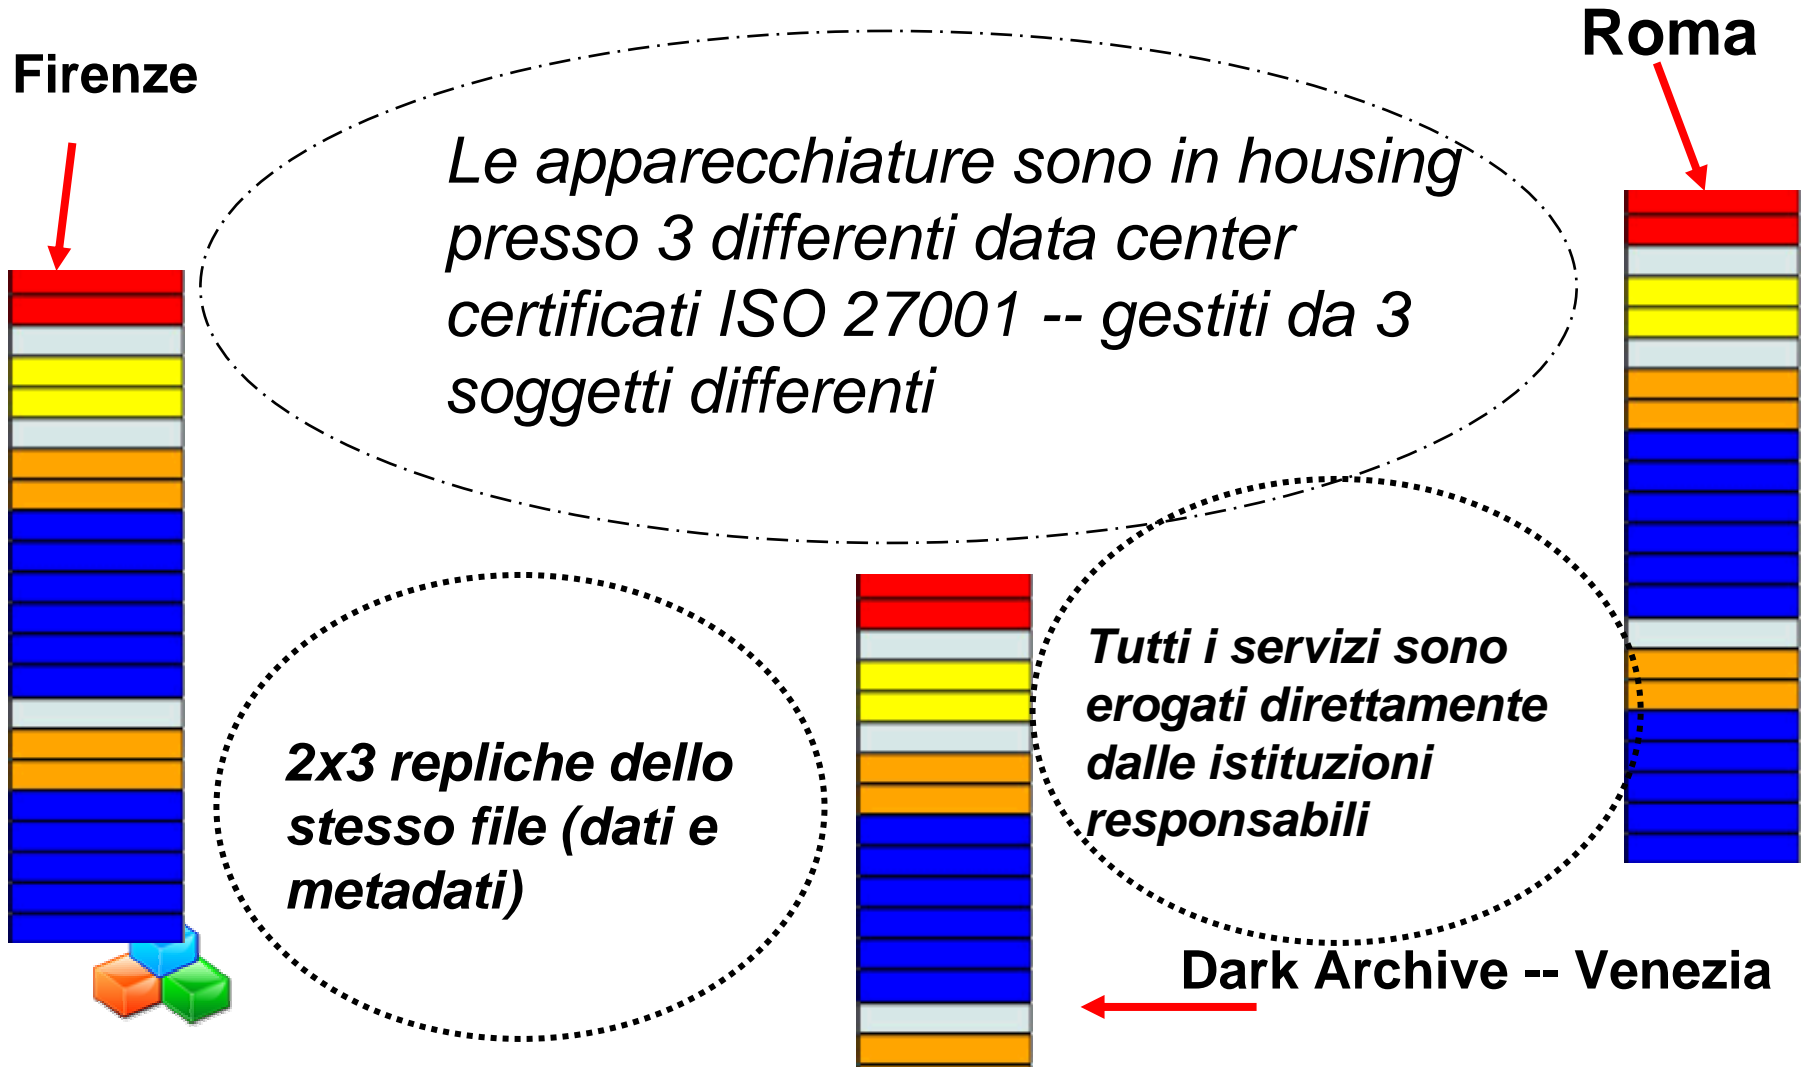 Roma
Firenze
Le apparecchiature sono in housing
presso 3 differenti data center
certificati ISO 27001 -- gestiti da 3
soggetti differenti
Tutti i servizi sono
erogati direttamente
dalle istituzioni
responsabili
2x3 repliche dello
stesso file (dati e
metadati)
Dark Archive -- Venezia